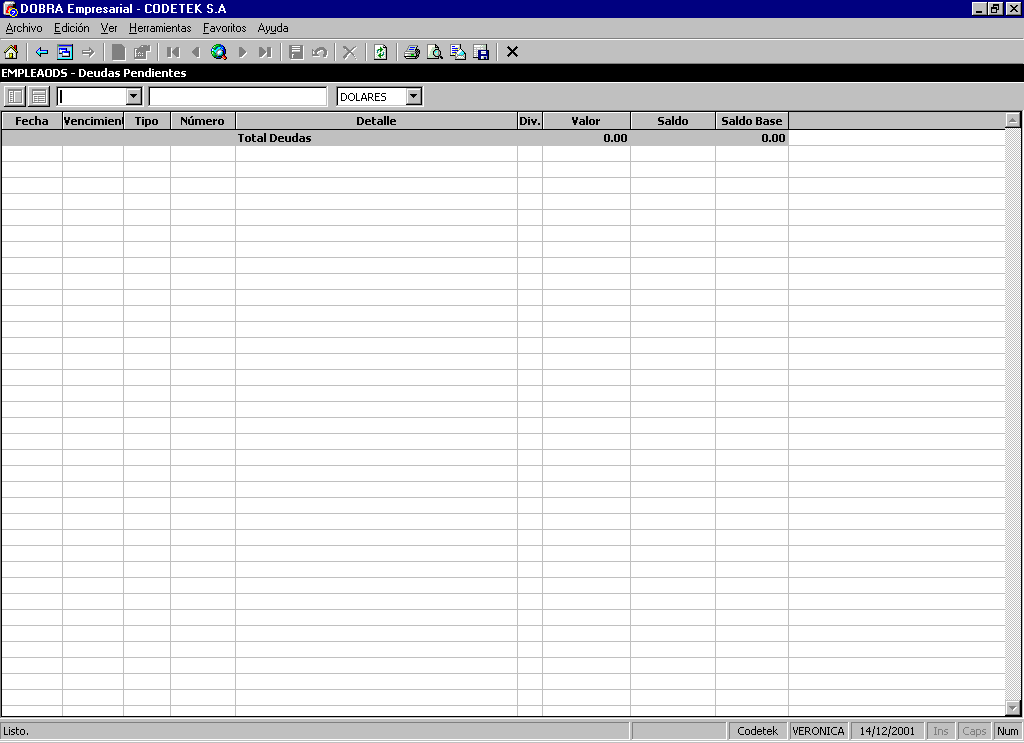 DOBRA Empresarial - CODETEK S.A
Archivo Edición Ver Herramientas Favoritos Ayuda
EMPLEAODS - Deudas Pendientes
DOLARES
Fecha Vencimient Tipo Número Detalle Div. Valor Saldo Saldo Base
Total Deudas 0.00 0.00
Listo. Codetek VERONICA 14/12/2001 Ins Caps Num